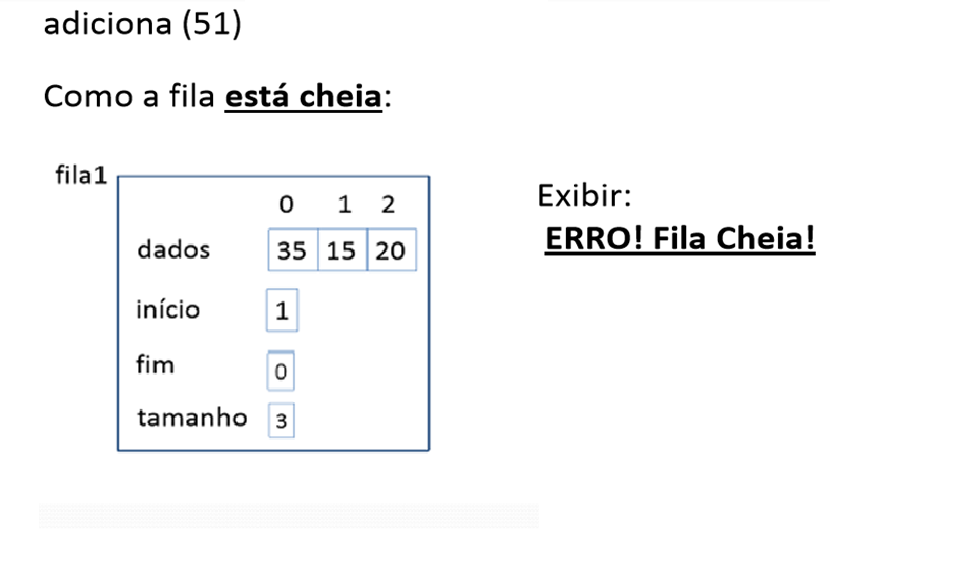 adiciona (51)
Como a fila está cheia:
fila1
0 1 2
dados 35 15 20
início 1
fim 0
tamanho 3
Exibir:
ERRO! Fila Cheia!